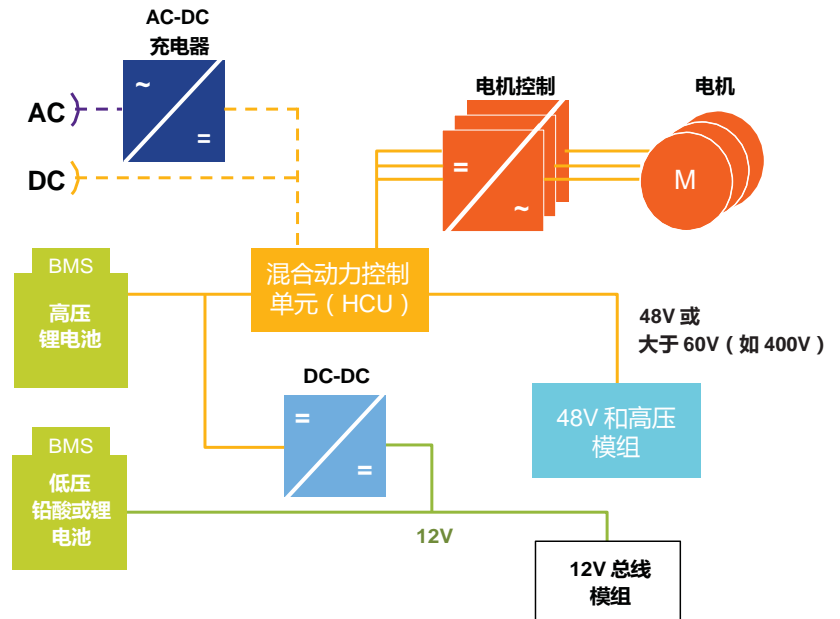 AC-DC
充电器
~
=
AC
DC
电机控制
=
~
电机
M
BMS
高压
锂电池
混合动力控制
单元（HCU）
48V 或
大于 60V（如 400V）
DC-DC
=
=
48V 和高压
模组
BMS
低压
铅酸或锂
电池
12V
12V 总线
模组